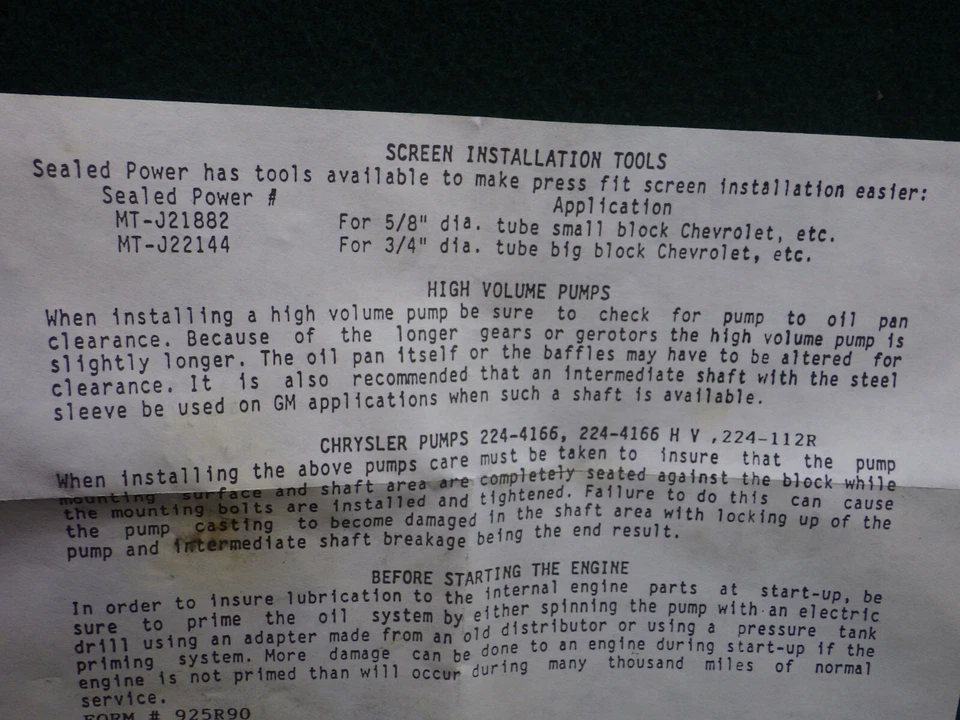 SCREEN INSTALLATION TOOLS
Sealed Power has tools available to make press fit screen installation easier:
Sealed Power # Application
MT-J21882 For 5/8" dia. tube small block Chevrolet, etc.
MT-J22144 For 3/4" dia. tube big block Chevrolet, etc.
HIGH VOLUME PUMPS
When installing a high volume pump be sure to check for pump to oil pan
clearance. Because of the longer gears or gerotors the high volume pump is
slightly longer. The oil pan itself or the baffles may have to be altered for
clearance. It is also recommended that an intermediate shaft with the steel
sleeve be used on GM applications when such a shaft is available.
CHRYSLER PUMPS 224-4166, 224-4166 H V ,224-112R
When installing the above pumps care must be taken to insure that the pump
mounting surface and shaft area are completely seated against the block while
the mounting bolts are installed and tightened. Failure to do this can cause
the pump casting to become damaged in the shaft area with locking up of the
pump and intermediate shaft breakage being the end result.
BEFORE STARTING THE ENGINE
In order to insure lubrication to the internal engine parts at start-up, be
sure to prime the oil system by either spinning the pump with an electric
drill using an adapter made from an old distributor or using a pressure tank
priming system. More damage can be done to an engine during start-up if the
engine is not primed than will occur during many thousand miles of normal
service.
FORM # 925R90